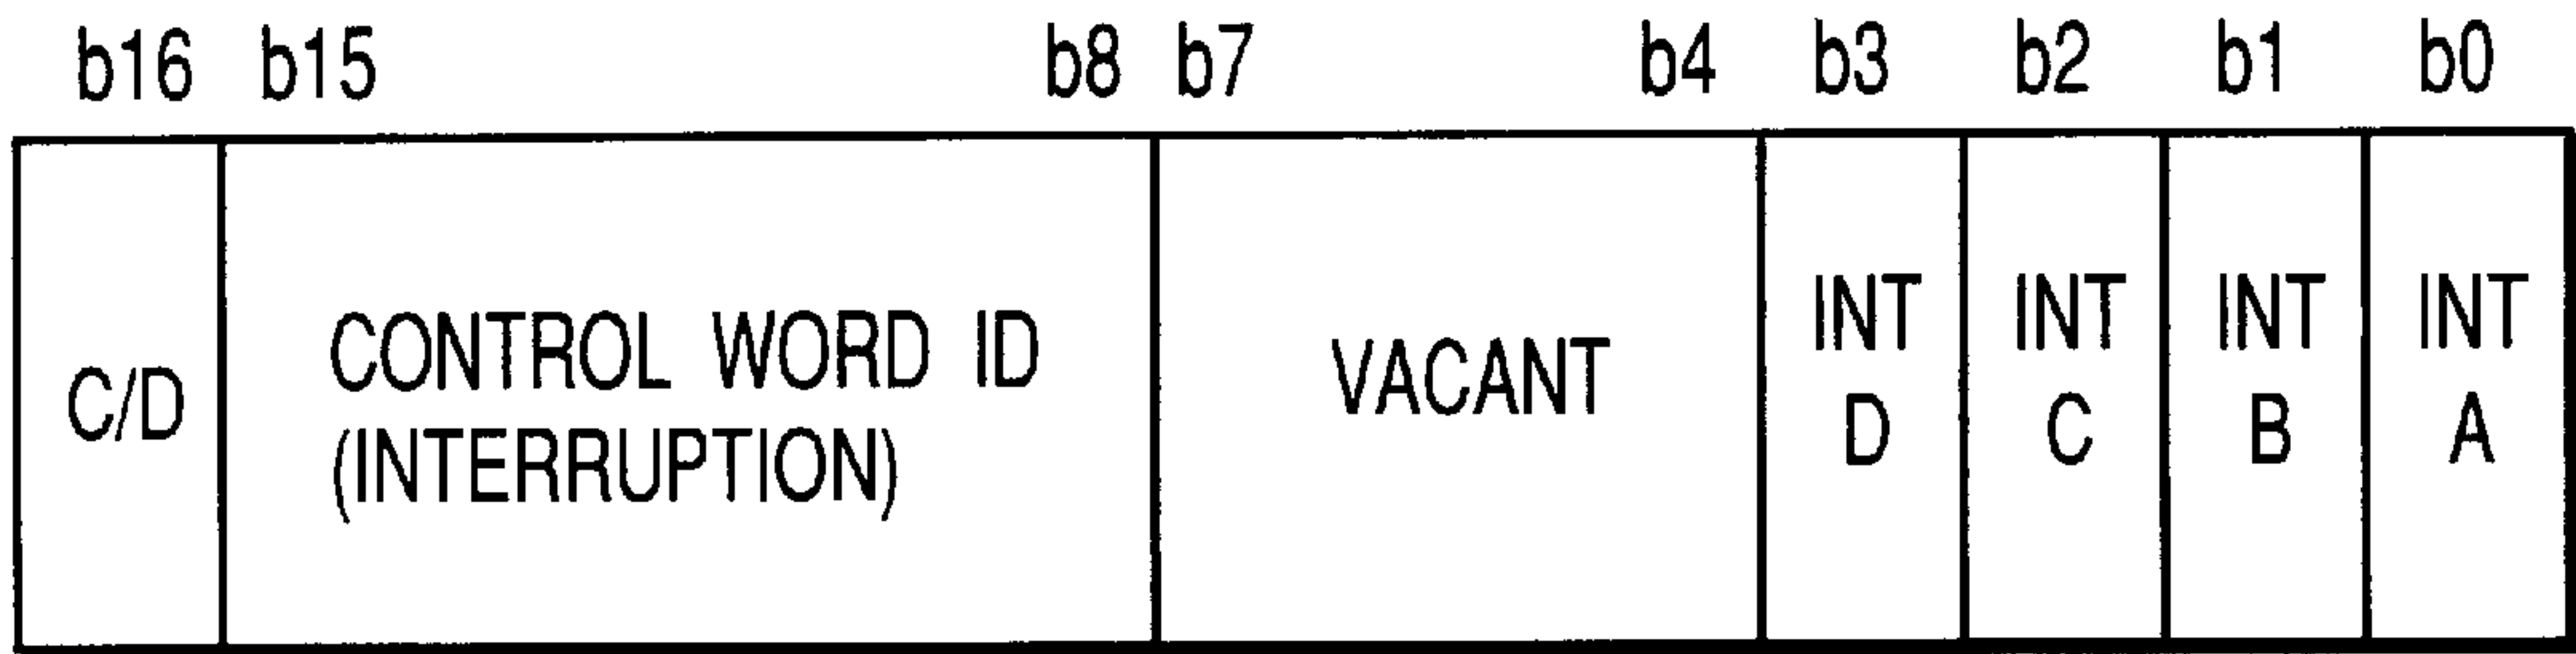 b16 b15 b8 b7 b4 b3 b2 b1 b0
C/D
CONTROL WORD ID
(INTERRUPTION)
VACANT
INT
D
INT
C
INT
B
INT
A